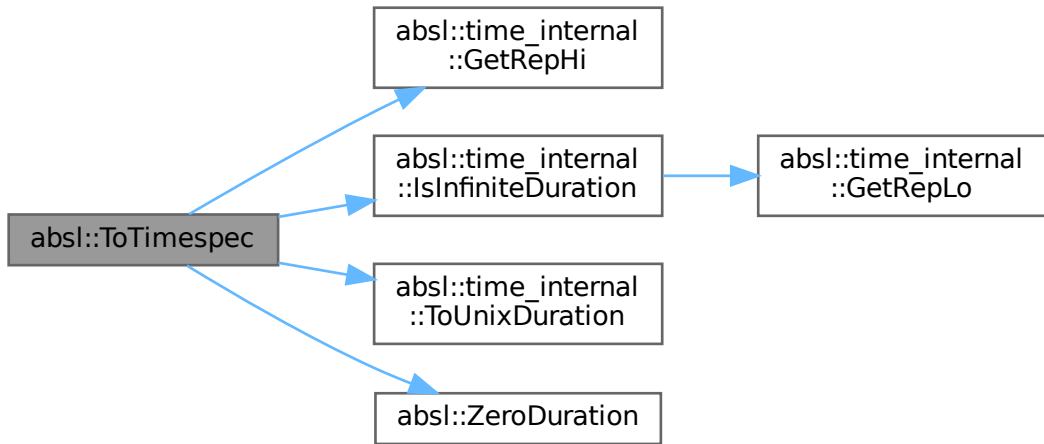 absl::time_internal
::GetRepHi
absl::time_internal
::IsInfiniteDuration
absl::time_internal
::GetRepLo
absl::ToTimespec
absl::time_internal
::ToUnixDuration
absl::ZeroDuration